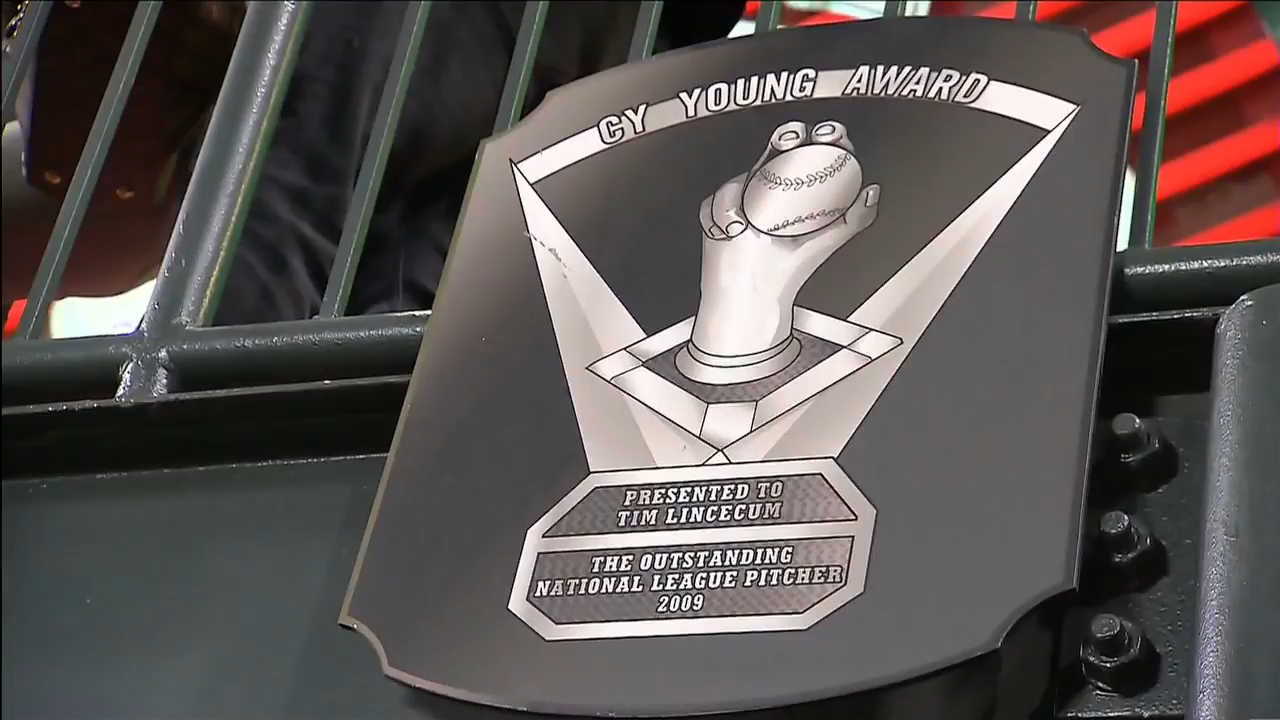 CY YOUNG AWARD
PRESENTED TO
TIM LINCECUM
THE OUTSTANDING
NATIONAL LEAGUE PITCHER
2009